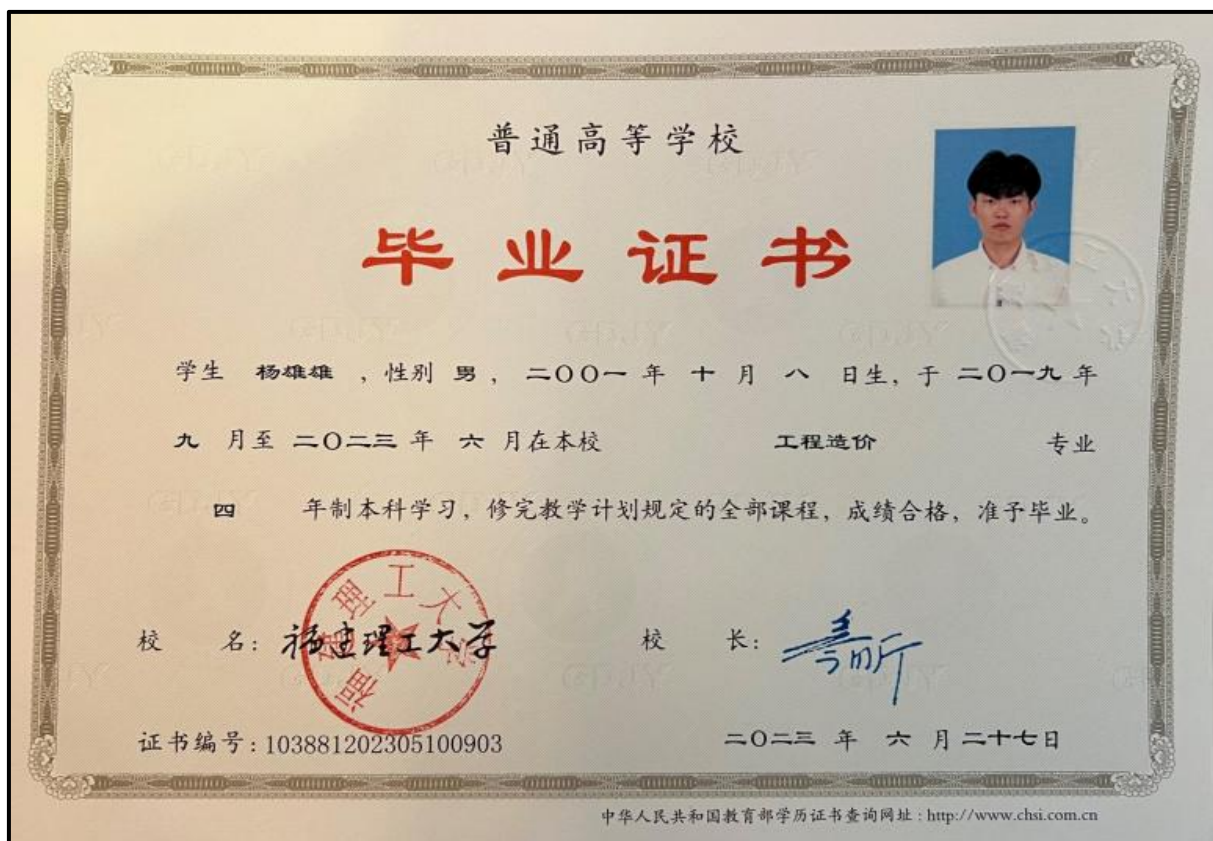 普通高等学校
毕业证书
学生 杨雄雄 ，性别 男， 二〇〇一 年 十 月 八 日生，于 二〇一九 年
九 月至 二〇二三 年 六 月在本校 工程造价 专业
四 年制本科学习，修完教学计划规定的全部课程，成绩合格，准予毕业。
福建理工大学
校 名：福建理工大学 校 长：
证书编号：103881202305100903 二〇二三 年 六 月 二十七日
中华人民共和国教育部学历证书查询网址：http://www.chsi.com.cn